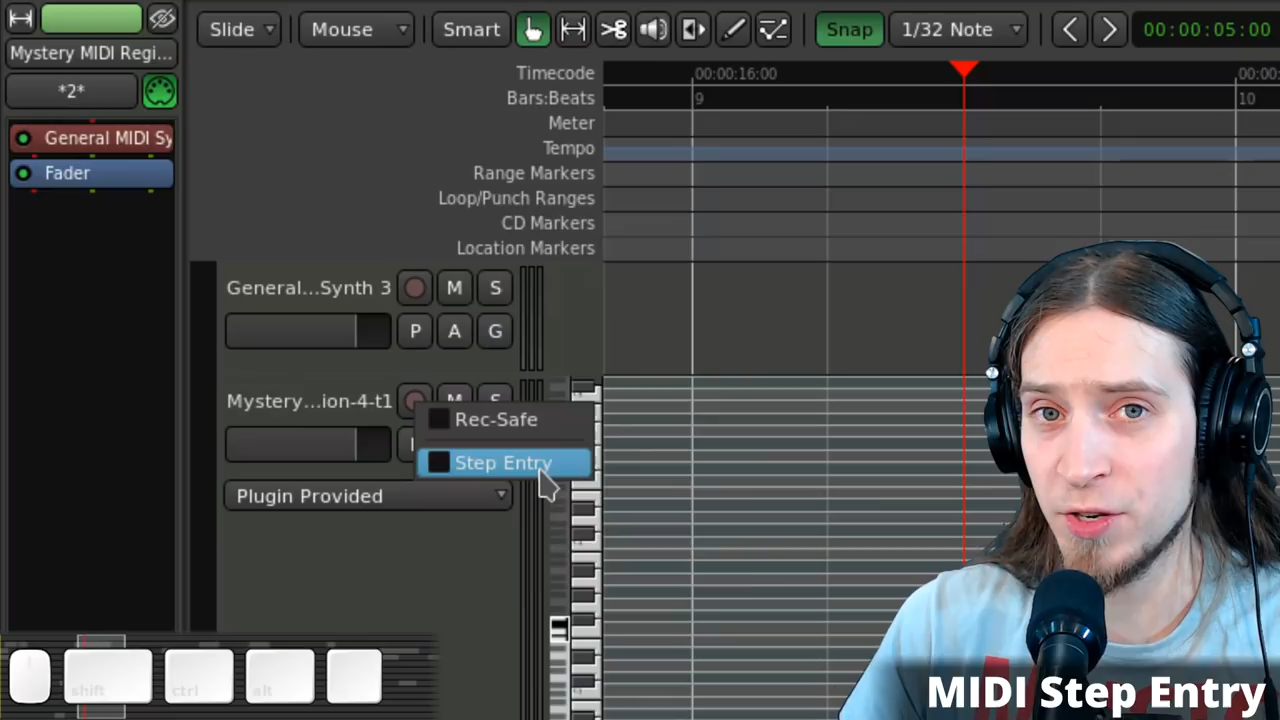 Slide Mouse Smart Snap 1/32 Note 00:00:05:00
Mystery MIDI Regi...
*2*
General MIDI Sy
Fader
Timecode 00:00:16:00 00:00:
Bars:Beats 9 10
Meter
Tempo
Range Markers
Loop/Punch Ranges
CD Markers
Location Markers
General...Synth 3 M S
P A G
Mystery...ion-4-t1 M S
Rec-Safe
Step Entry
Plugin Provided
shift ctrl alt
MIDI Step Entry